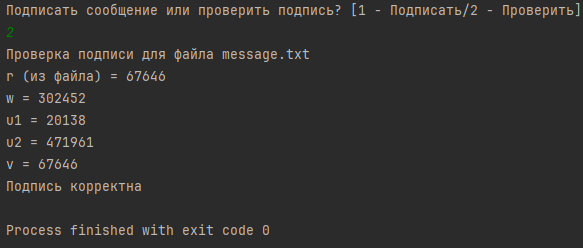 Подписать сообщение или проверить подпись? [1 - Подписать/2 - Проверить]
2
Проверка подписи для файла message.txt
r (из файла) = 67646
w = 302452
u1 = 20138
u2 = 471961
v = 67646
Подпись корректна
Process finished with exit code 0